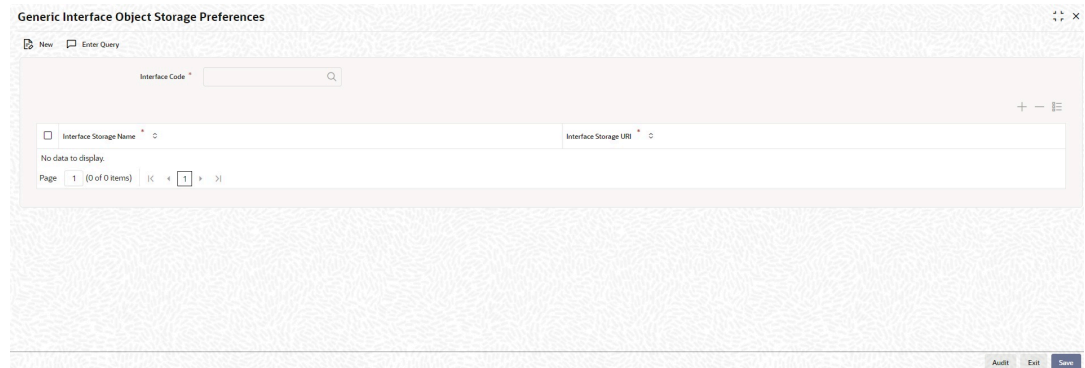 Generic Interface Object Storage Preferences
New Enter Query
Interface Code *
Interface Storage Name * Interface Storage URI *
No data to display.
Page 1 (0 of 0 items) 1
Audit Exit Save